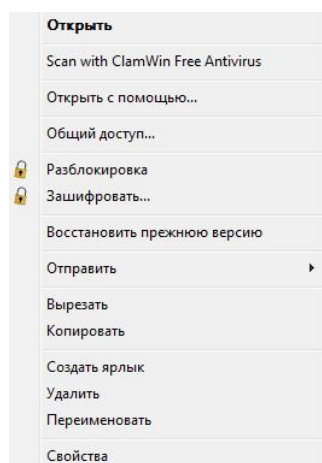 Открыть
Scan with ClamWin Free Antivirus
Открыть с помощью...
Общий доступ...
Разблокировка
Зашифровать...
Восстановить прежнюю версию
Отправить
Вырезать
Копировать
Создать ярлык
Удалить
Переименовать
Свойства